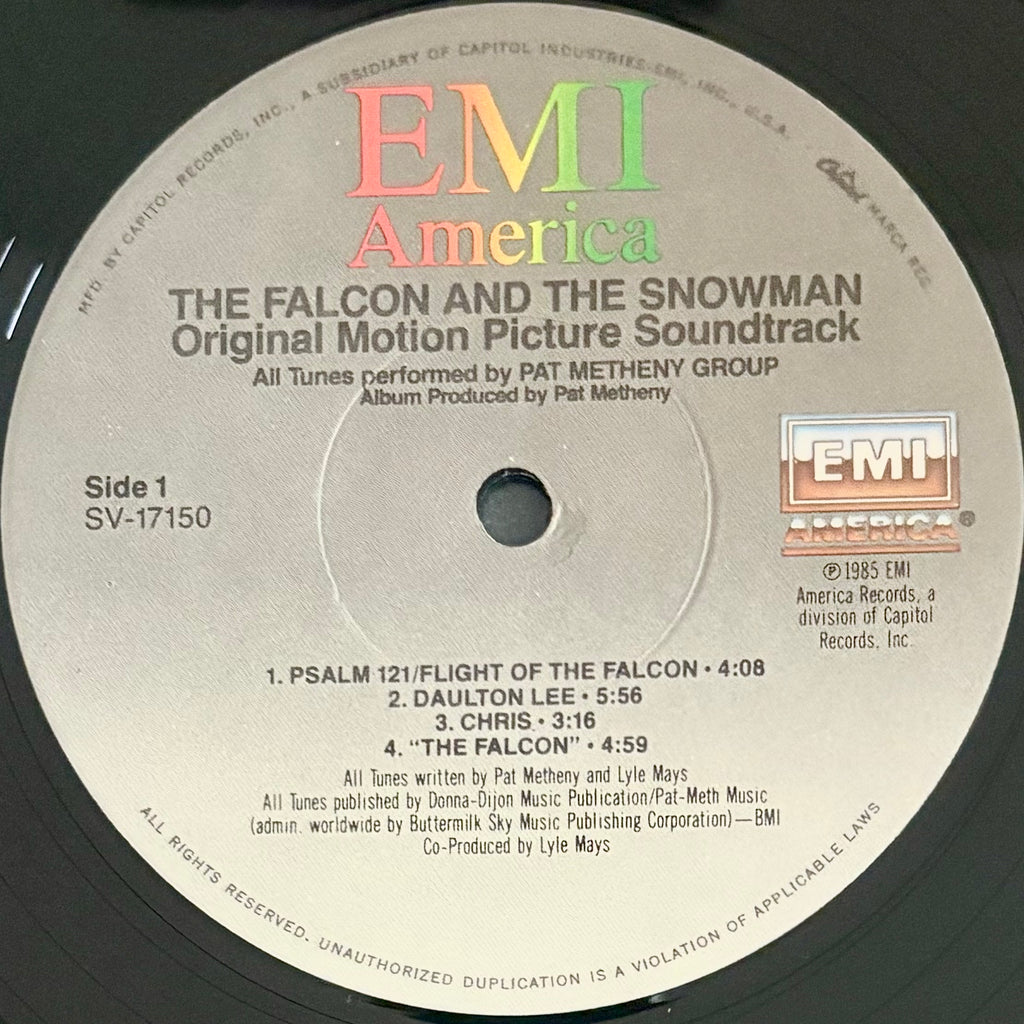 MFD. BY CAPITOL RECORDS, INC., A SUBSIDIARY OF CAPITOL INDUSTRIES-EMI, INC., U.S.A.
Capitol MARCA REG.
EMI
America
THE FALCON AND THE SNOWMAN
Original Motion Picture Soundtrack
All Tunes performed by PAT METHENY GROUP
Album Produced by Pat Metheny
Side 1
SV-17150
EMI
AMERICA®
℗1985 EMI
America Records, a
division of Capitol
Records, Inc.
1. PSALM 121/FLIGHT OF THE FALCON • 4:08
2. DAULTON LEE • 5:56
3. CHRIS • 3:16
4. “THE FALCON” • 4:59
All Tunes written by Pat Metheny and Lyle Mays
All Tunes published by Donna-Dijon Music Publication/Pat-Meth Music
(admin. worldwide by Buttermilk Sky Music Publishing Corporation)—BMI
Co-Produced by Lyle Mays
ALL RIGHTS RESERVED. UNAUTHORIZED DUPLICATION IS A VIOLATION OF APPLICABLE LAWS